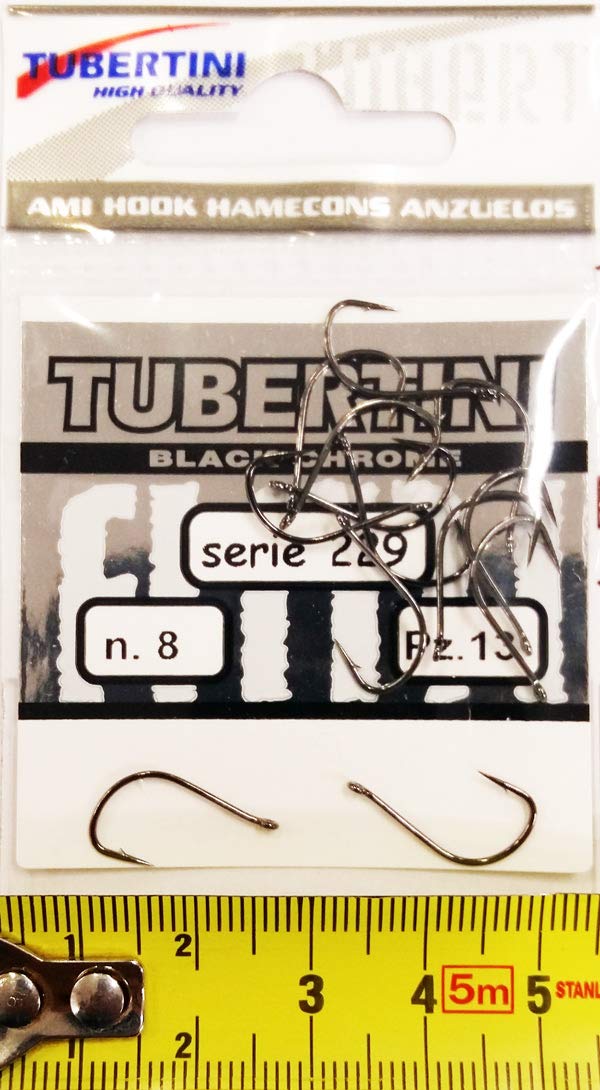 TUBERTINI
HIGH QUALITY
AMI HOOK HAMECONS ANZUELOS
TUBERTINI
BLACK CHROME
serie 229
n. 8
Pz.13
1 2 3 4 5m 5 STANL
2